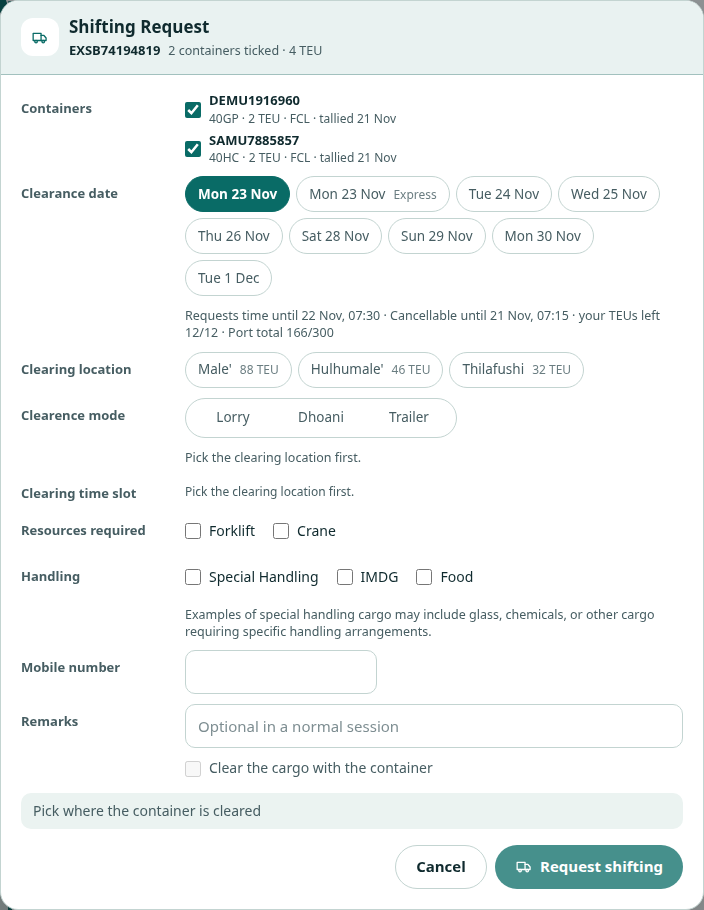 Shifting Request
EXSB74194819 2 containers ticked · 4 TEU
Containers
DEMU1916960
40GP · 2 TEU · FCL · tallied 21 Nov
SAMU7885857
40HC · 2 TEU · FCL · tallied 21 Nov
Clearance date
Mon 23 Nov Mon 23 Nov Express Tue 24 Nov Wed 25 Nov
Thu 26 Nov Sat 28 Nov Sun 29 Nov Mon 30 Nov
Tue 1 Dec
Requests time until 22 Nov, 07:30 · Cancellable until 21 Nov, 07:15 · your TEUs left
12/12 · Port total 166/300
Clearing location Male' 88 TEU Hulhumale' 46 TEU Thilafushi 32 TEU
Clearence mode Lorry Dhoani Trailer
Pick the clearing location first.
Clearing time slot Pick the clearing location first.
Resources required Forklift Crane
Handling Special Handling IMDG Food
Examples of special handling cargo may include glass, chemicals, or other cargo
requiring specific handling arrangements.
Mobile number
Remarks Optional in a normal session
Clear the cargo with the container
Pick where the container is cleared
Cancel Request shifting